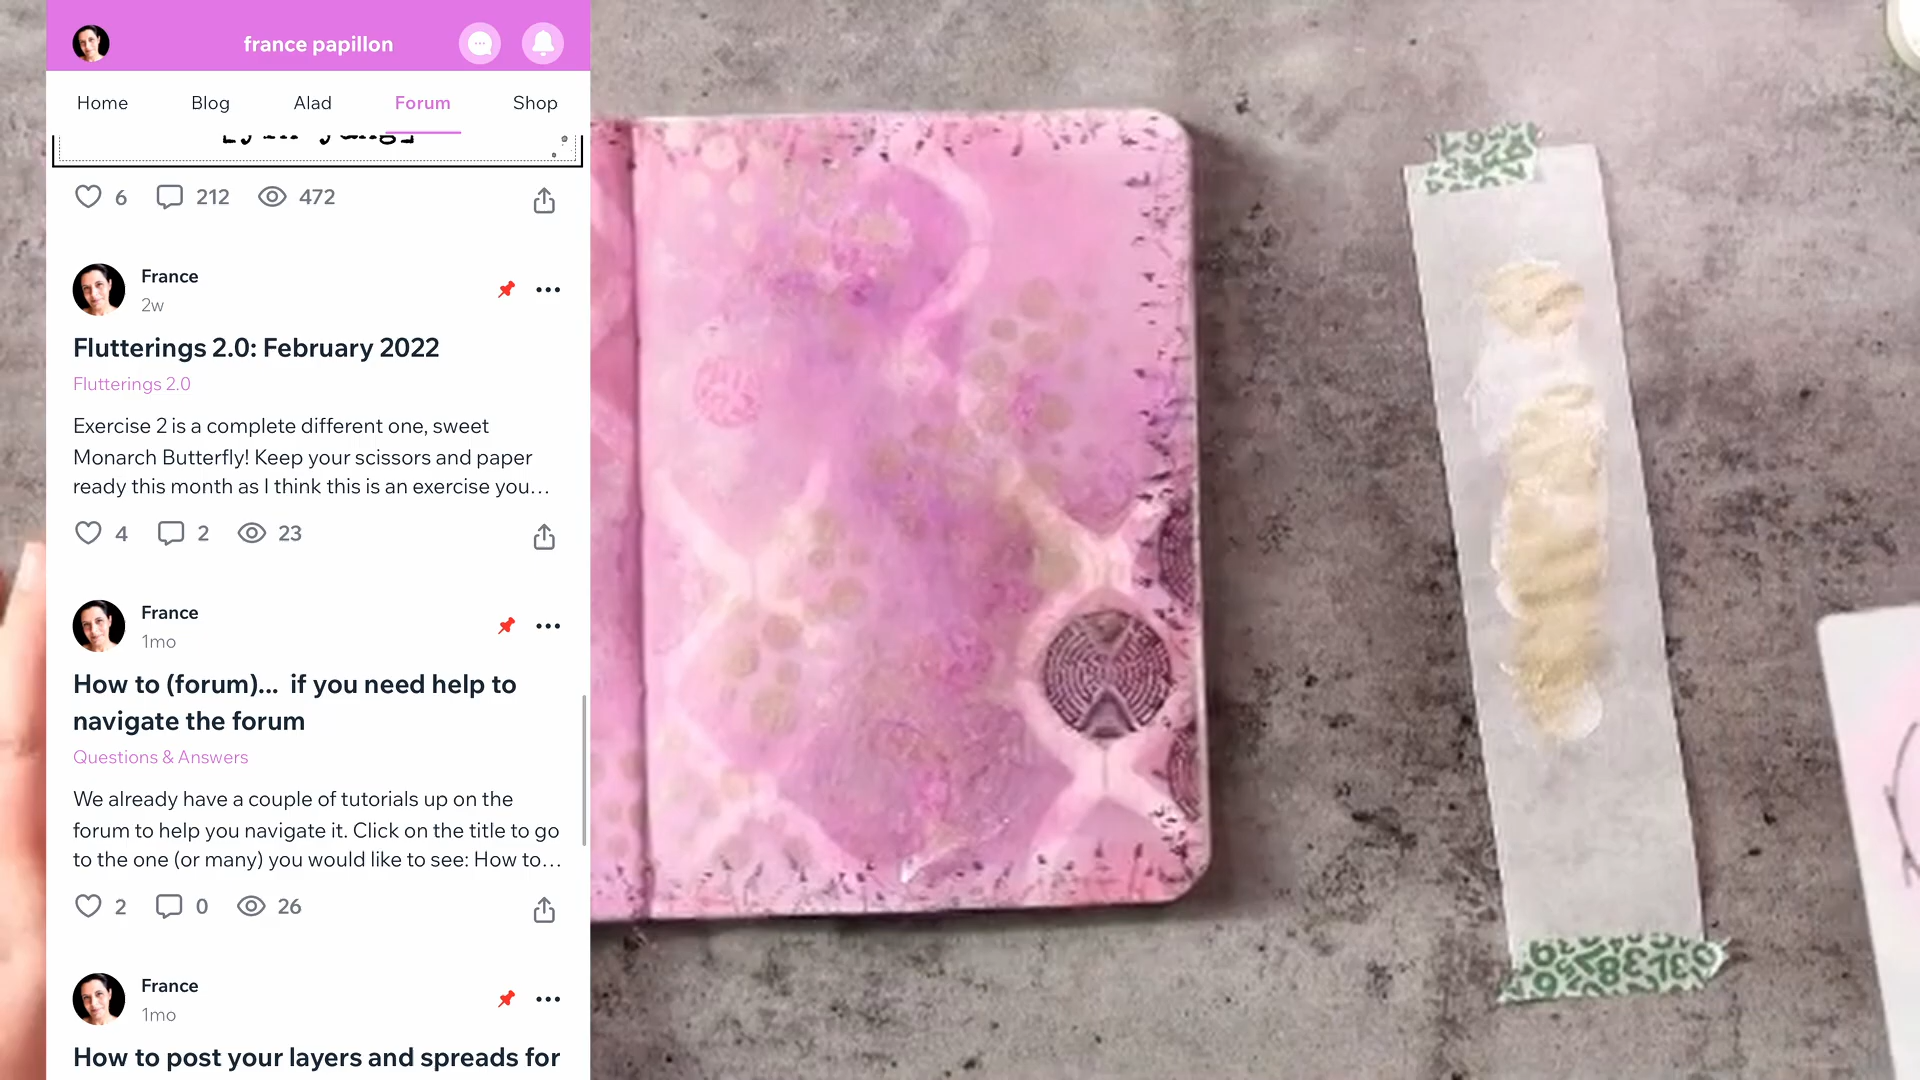 france papillon
Home Blog Alad Forum Shop
6 212 472
France
2w
Flutterings 2.0: February 2022
Flutterings 2.0
Exercise 2 is a complete different one, sweet
Monarch Butterfly! Keep your scissors and paper
ready this month as I think this is an exercise you...
4 2 23
France
1mo
How to (forum)... if you need help to
navigate the forum
Questions & Answers
We already have a couple of tutorials up on the
forum to help you navigate it. Click on the title to go
to the one (or many) you would like to see: How to...
2 0 26
France
1mo
How to post your layers and spreads for